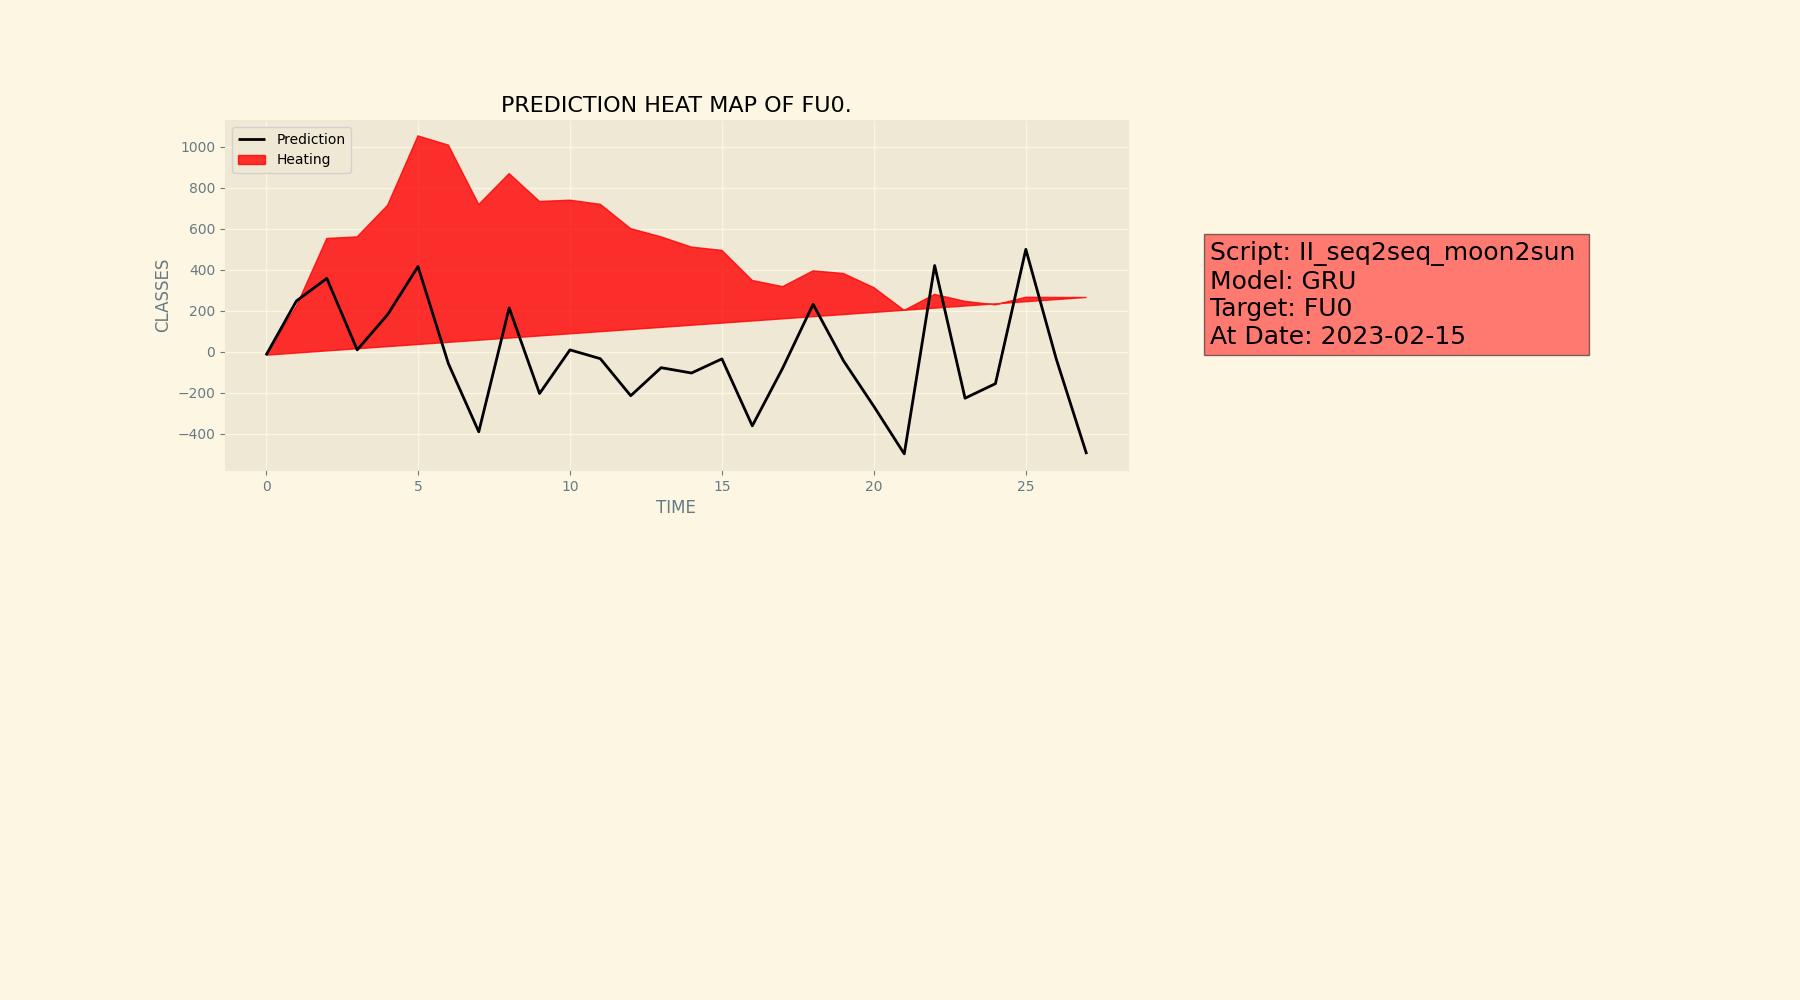 PREDICTION HEAT MAP OF FU0.
Prediction
Heating
1000
800
600
400
200
0
−200
−400
CLASSES
0 5 10 15 20 25
TIME
Script: II_seq2seq_moon2sun
Model: GRU
Target: FU0
At Date: 2023-02-15